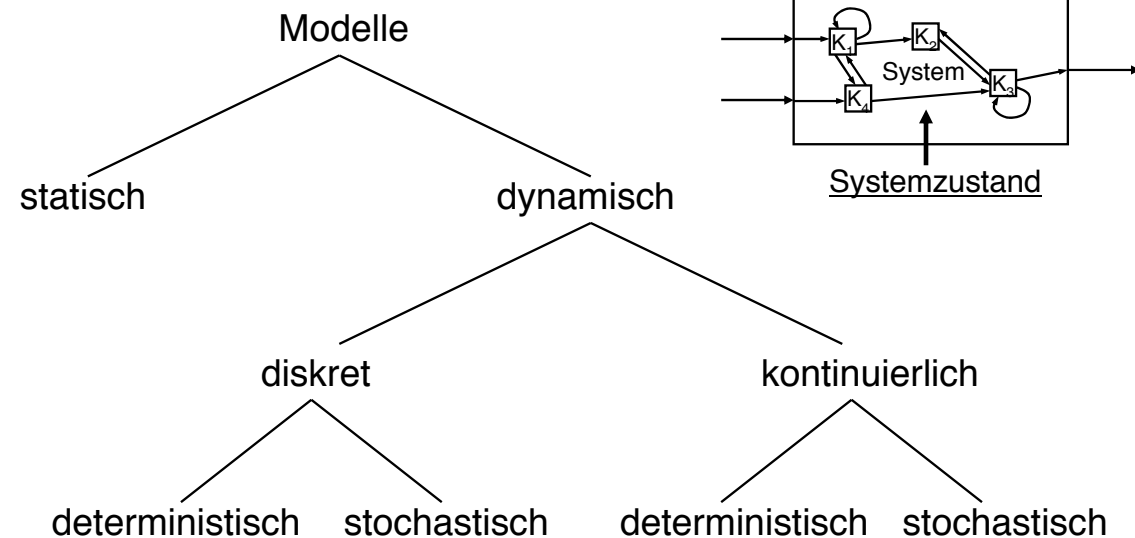 Modelle
K1
K2
System
K3
K4
statisch
dynamisch
Systemzustand
diskret
kontinuierlich
deterministisch
stochastisch
deterministisch
stochastisch